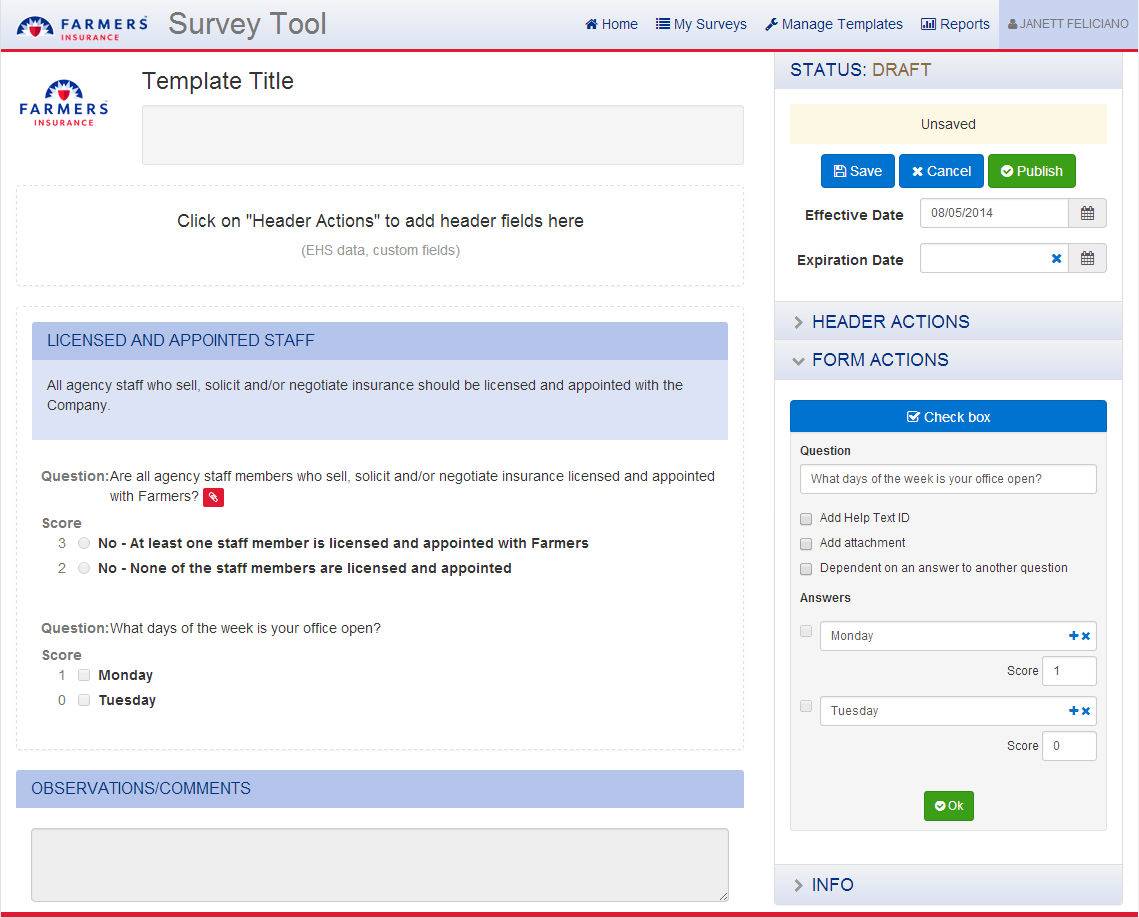 FARMERS
INSURANCE
Survey Tool
Home
My Surveys
Manage Templates
Reports
JANETT FELICIANO
FARMERS
INSURANCE
Template Title
Click on "Header Actions" to add header fields here
(EHS data, custom fields)
LICENSED AND APPOINTED STAFF
All agency staff who sell, solicit and/or negotiate insurance should be licensed and appointed with the
Company.
Question:Are all agency staff members who sell, solicit and/or negotiate insurance licensed and appointed
with Farmers?
Score
3 No - At least one staff member is licensed and appointed with Farmers
2 No - None of the staff members are licensed and appointed
Question:What days of the week is your office open?
Score
1 Monday
0 Tuesday
OBSERVATIONS/COMMENTS
STATUS: DRAFT
Unsaved
Save
Cancel
Publish
Effective Date 08/05/2014
Expiration Date
HEADER ACTIONS
FORM ACTIONS
Check box
Question
What days of the week is your office open?
Add Help Text ID
Add attachment
Dependent on an answer to another question
Answers
Monday
Score 1
Tuesday
Score 0
Ok
INFO